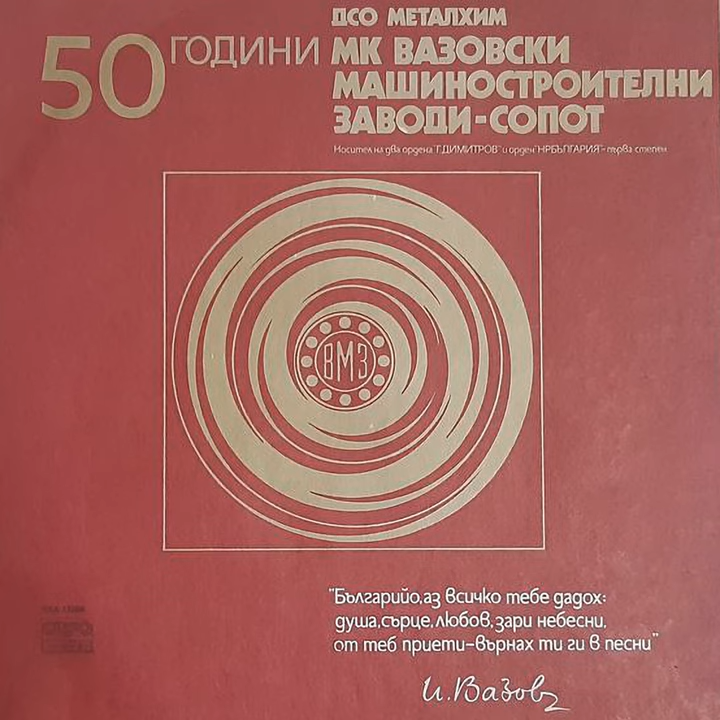 50 ГОДИНИ
ДСО МЕТАЛХИМ
МК ВАЗОВСКИ
МАШИНОСТРОИТЕЛНИ
ЗАВОДИ-СОПОТ
Носител на два ордена "Г.ДИМИТРОВ" и орден "НРБЪЛГАРИЯ"- първа степен
ВМЗ
"Българийо, аз всичко тебе дадох:
душа, сърце, любов, зари небесни,
от теб приети-върнах ти ги в песни"
И. Вазовъ